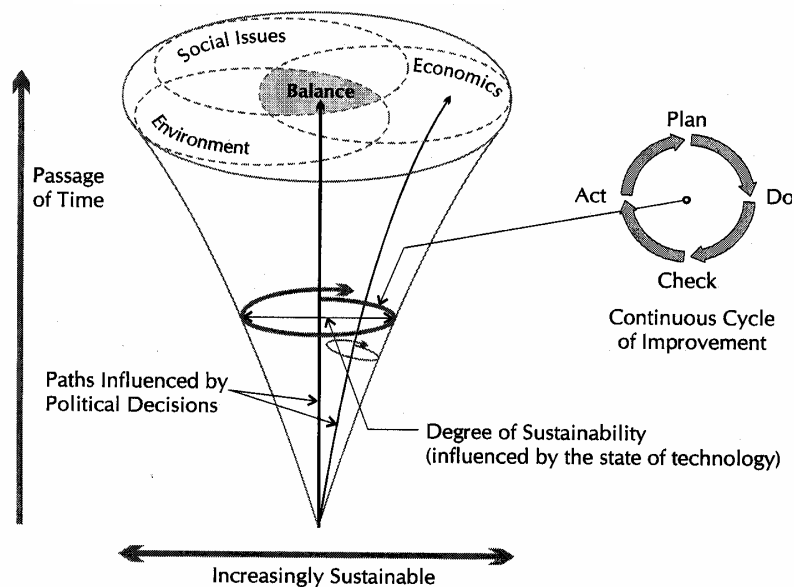 Social Issues
Economics
Balance
Environment
Passage
of Time
Plan
Act
Do
Check
Continuous Cycle
of Improvement
Paths Influenced by
Political Decisions
Degree of Sustainability
(influenced by the state of technology)
Increasingly Sustainable